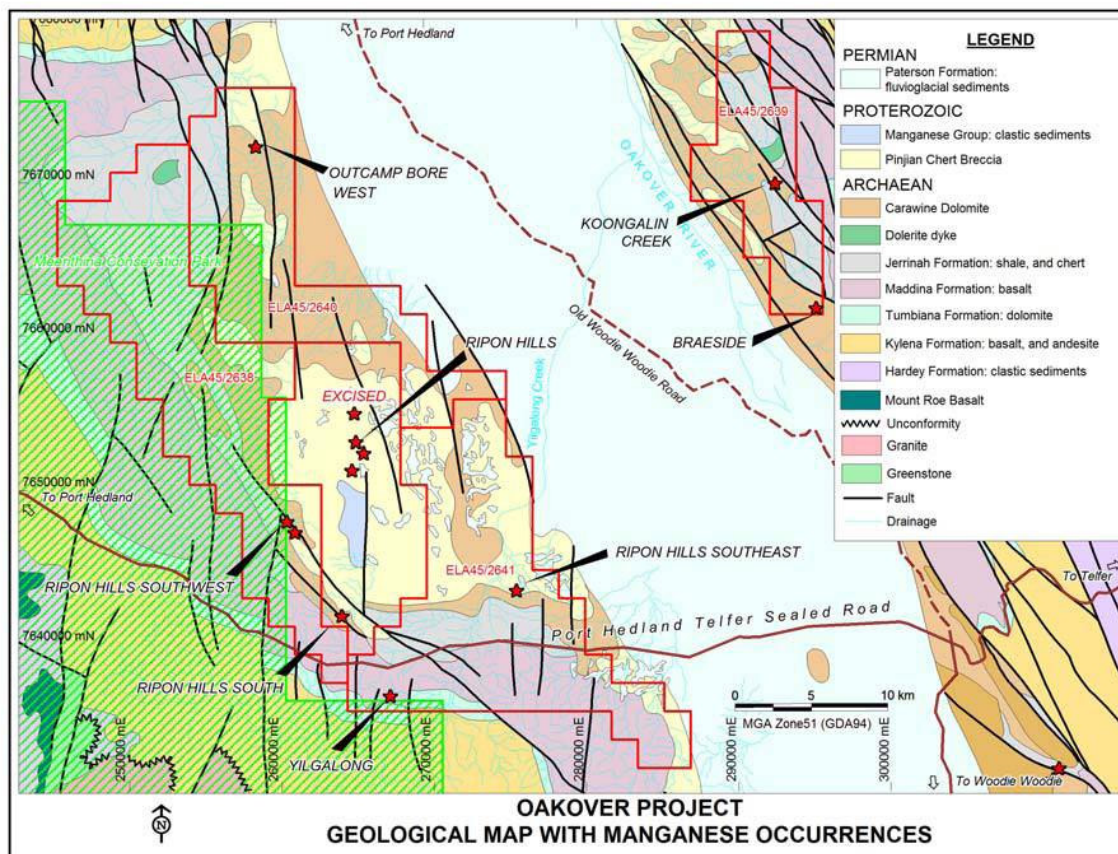 7680000 mN
To Port Hedland
ELA45/2639
OUTCAMP BORE
WEST
7670000 mN
OAKOVER RIVER
KOONGALIN
CREEK
Meenthina Consevation Park
ELA45/2640
7660000 mN
RIPON HILLS
Old Woodie Woodie Road
BRAESIDE
ELA45/2638
EXCISED
Yilgalong Creek
7650000 mN
To Port Hedland
RIPON HILLS SOUTHEAST
ELA45/2641
RIPON HILLS SOUTHWEST
To Telfer
Port Hedland Telfer Sealed Road
7640000 mN
RIPON HILLS SOUTH
0 5 10 km
MGA Zone51 (GDA94)
YILGALONG
250000 mE
260000 mE
270000 mE
280000 mE
290000 mE
300000 mE
To Woodie Woodie
LEGEND
PERMIAN
Paterson Formation:
fluvioglacial sediments
PROTEROZOIC
Manganese Group: clastic sediments
Pinjian Chert Breccia
ARCHAEAN
Carawine Dolomite
Dolerite dyke
Jerrinah Formation: shale, and chert
Maddina Formation: basalt
Tumbiana Formation: dolomite
Kylena Formation: basalt, and andesite
Hardey Formation: clastic sediments
Mount Roe Basalt
Unconformity
Granite
Greenstone
Fault
Drainage
N
OAKOVER PROJECT
GEOLOGICAL MAP WITH MANGANESE OCCURRENCES